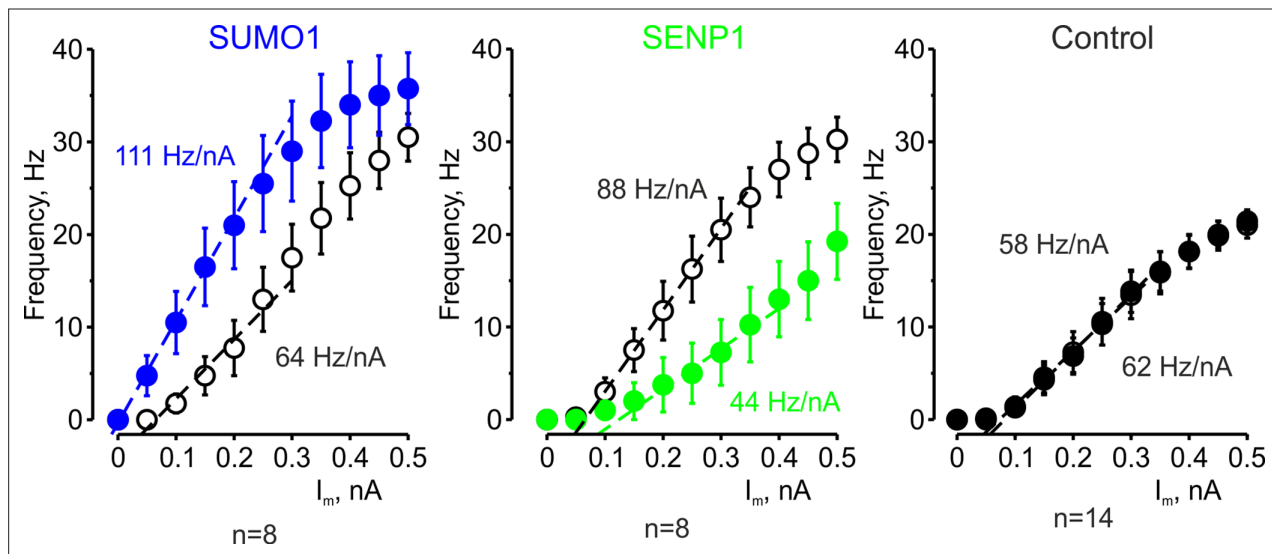 SUMO1
40
30
20
10
0
Frequency, Hz
111 Hz/nA
64 Hz/nA
0 0.1 0.2 0.3 0.4 0.5
Im, nA
n=8
SENP1
40
30
20
10
0
Frequency, Hz
88 Hz/nA
44 Hz/nA
0 0.1 0.2 0.3 0.4 0.5
Im, nA
n=8
Control
40
30
20
10
0
Frequency, Hz
58 Hz/nA
62 Hz/nA
0 0.1 0.2 0.3 0.4 0.5
Im, nA
n=14